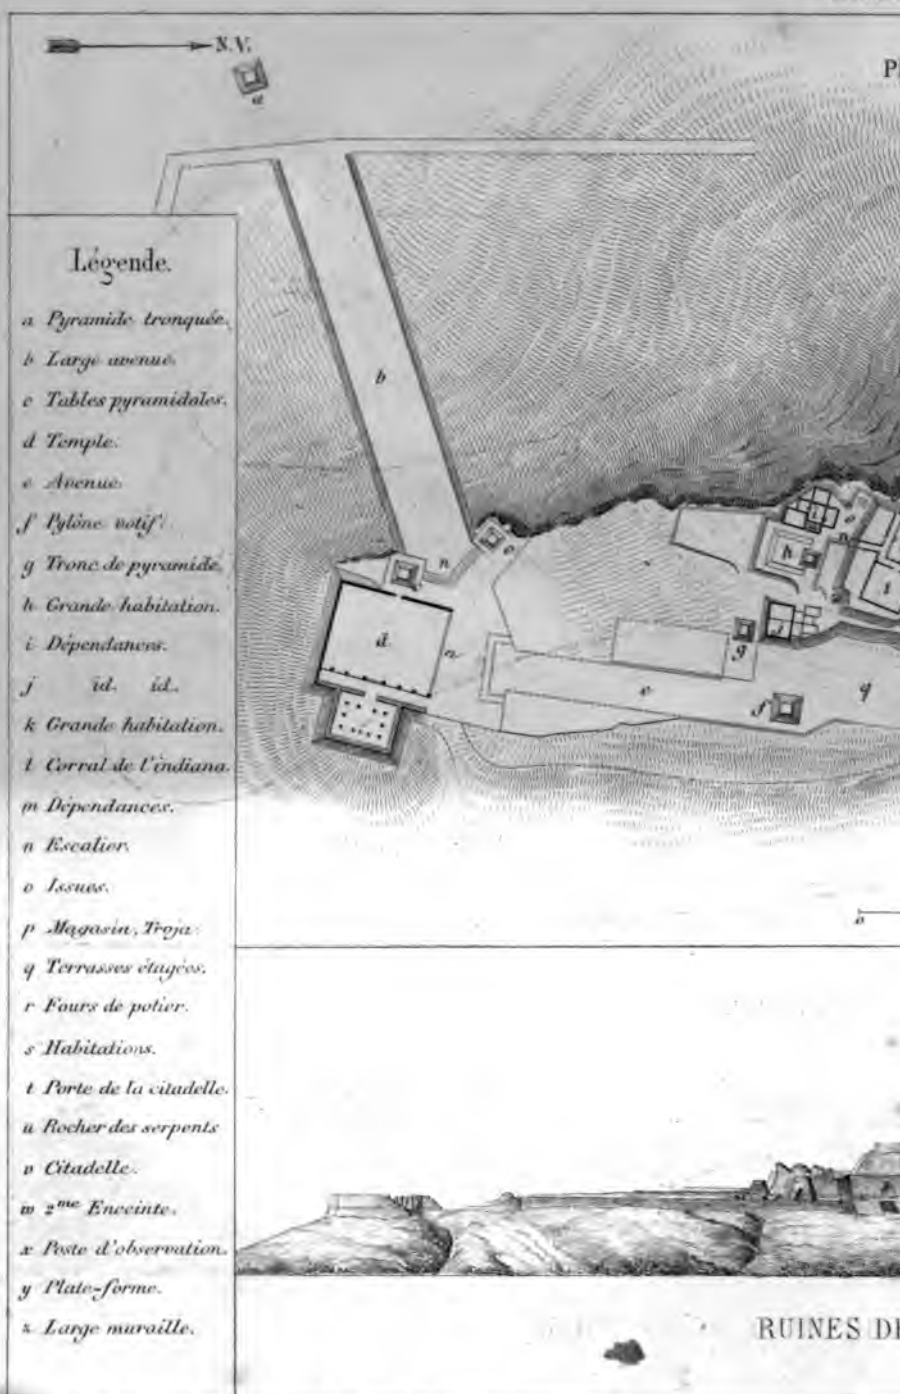 N.V.
P
a
Légende.
a Pyramide tronquée.
b Large avenue.
c Tables pyramidales.
d Temple.
e Avenue.
f Pylône votif.
g Tronc de pyramide.
h Grande habitation.
i Dépendances.
j id. id.
k Grande habitation.
l Corral de l'indiana.
m Dépendances.
n Escalier.
o Issues.
p Magasin, Troja.
q Terrasses étagées.
r Fours de potier.
s Habitations.
t Porte de la citadelle.
u Rocher des serpents
v Citadelle.
w 2me Enceinte.
x Poste d'observation.
y Plate-forme.
z Large muraille.
b
n
c
d
n
e
f
g
h
i
o
n
j
l
q
o
RUINES DE